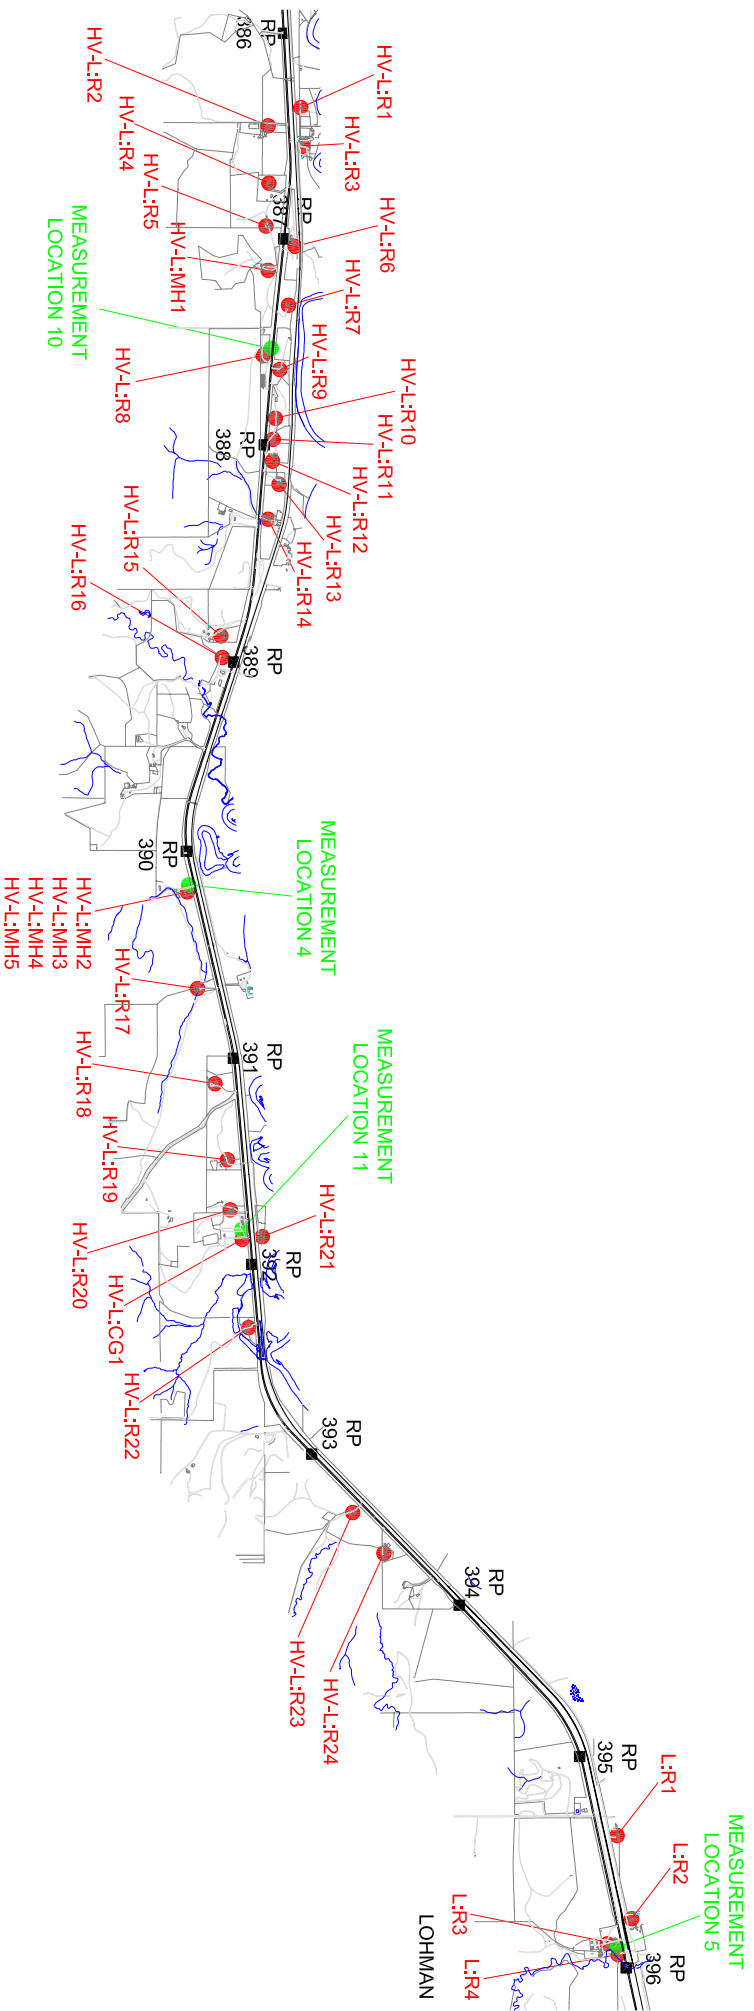 RP
386
HV-L:R1
HV-L:R2
HV-L:R3
HV-L:R4
HV-L:R5
RP
387
HV-L:R6
HV-L:MH1
MEASUREMENT
LOCATION 10
HV-L:R7
HV-L:R8
HV-L:R9
HV-L:R10
HV-L:R11
RP
388
HV-L:R12
HV-L:R13
HV-L:R14
HV-L:R15
HV-L:R16
RP
389
RP
390
MEASUREMENT
LOCATION 4
HV-L:MH2
HV-L:MH3
HV-L:MH4
HV-L:MH5
HV-L:R17
RP
391
HV-L:R18
HV-L:R19
MEASUREMENT
LOCATION 11
HV-L:R20
HV-L:R21
RP
392
HV-L:CG1
HV-L:R22
RP
393
HV-L:R23
HV-L:R24
RP
394
RP
395
L:R1
L:R2
MEASUREMENT
LOCATION 5
L:R3
L:R4
RP
396
LOHMAN